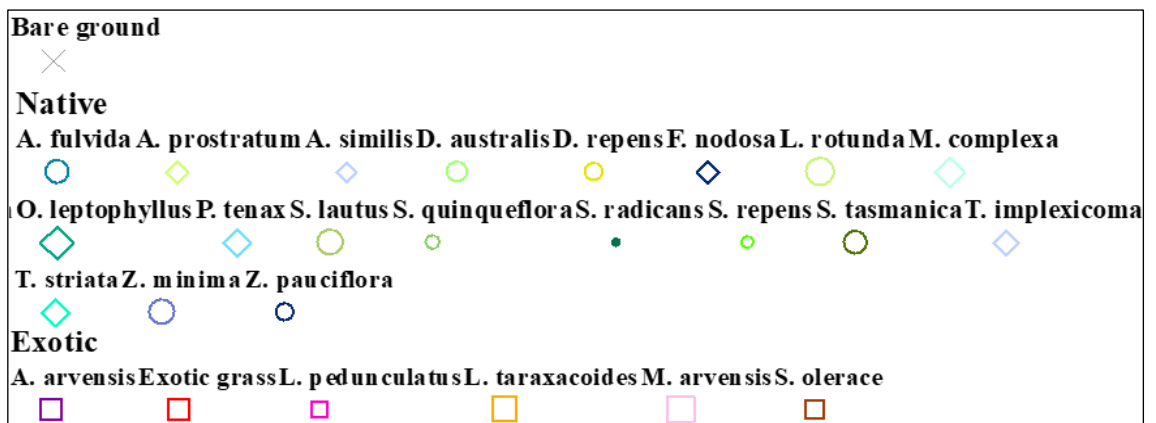 Bare ground
Native
A. fulvida A. prostratum A. similis D. australis D. repens F. nodosa L. rotunda M. complexa
O. leptophyllus P. tenax S. lautus S. quinqueflora S. radicans S. repens S. tasmanica T. implexicoma
T. striata Z. minima Z. pauciflora
Exotic
A. arvensis Exotic grass L. pedunculatus L. taraxacoides M. arvensis S. olerace